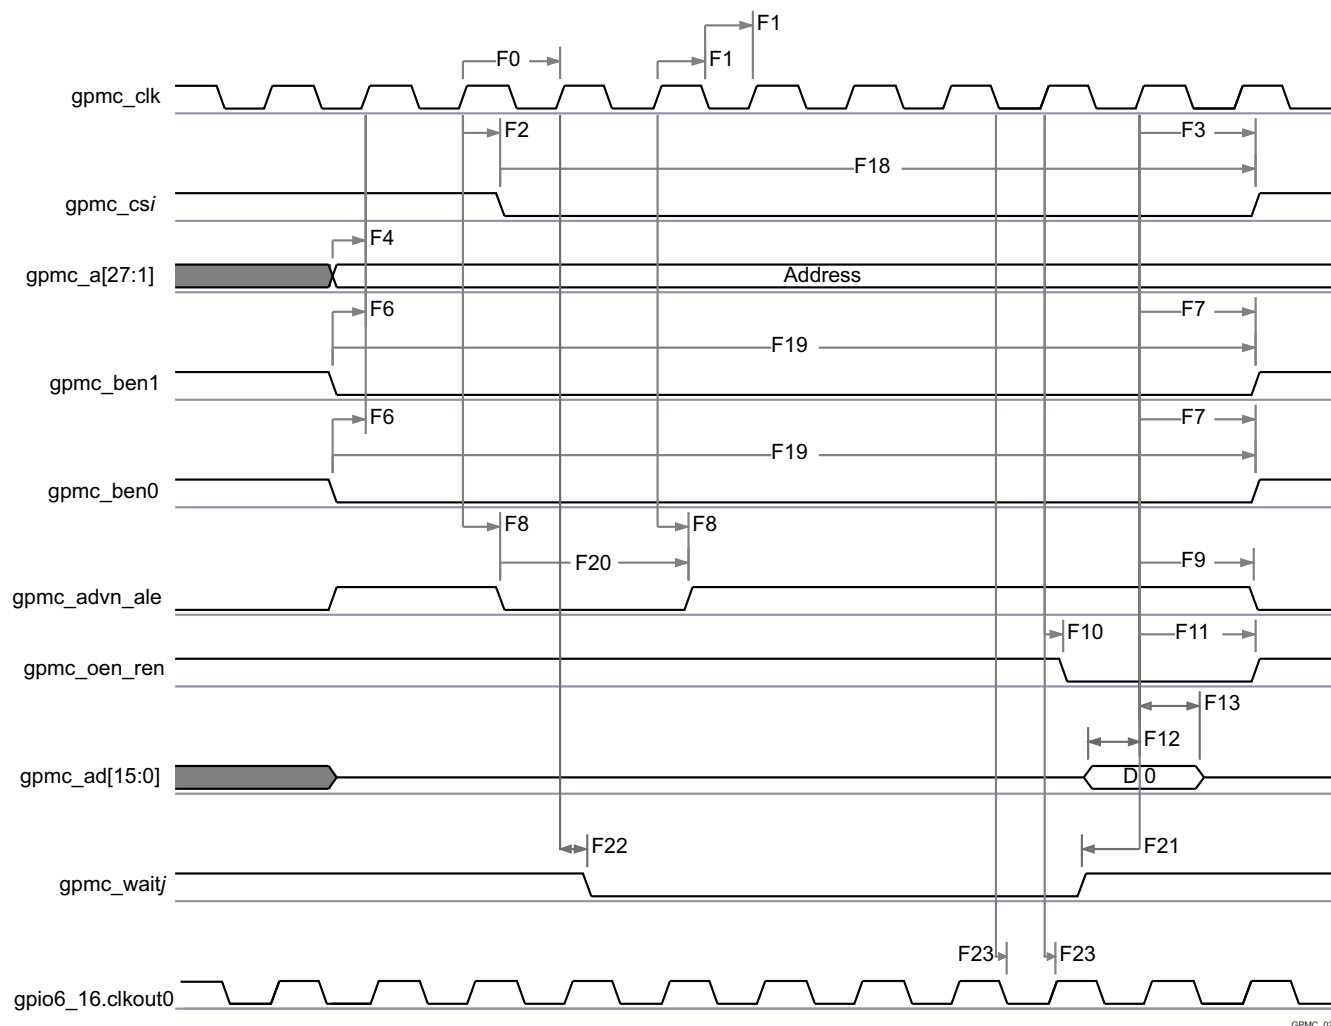 F1
F0 F1
gpmc_clk
F2 F3
F18
gpmc_csi
F4
gpmc_a[27:1] Address
F6 F7
F19
gpmc_ben1
F6 F7
F19
gpmc_ben0
F8 F8
F20 F9
gpmc_advn_ale
F10 F11
gpmc_oen_ren
F13
F12
gpmc_ad[15:0] D 0
F22 F21
gpmc_waitj
F23 F23
gpio6_16.clkout0